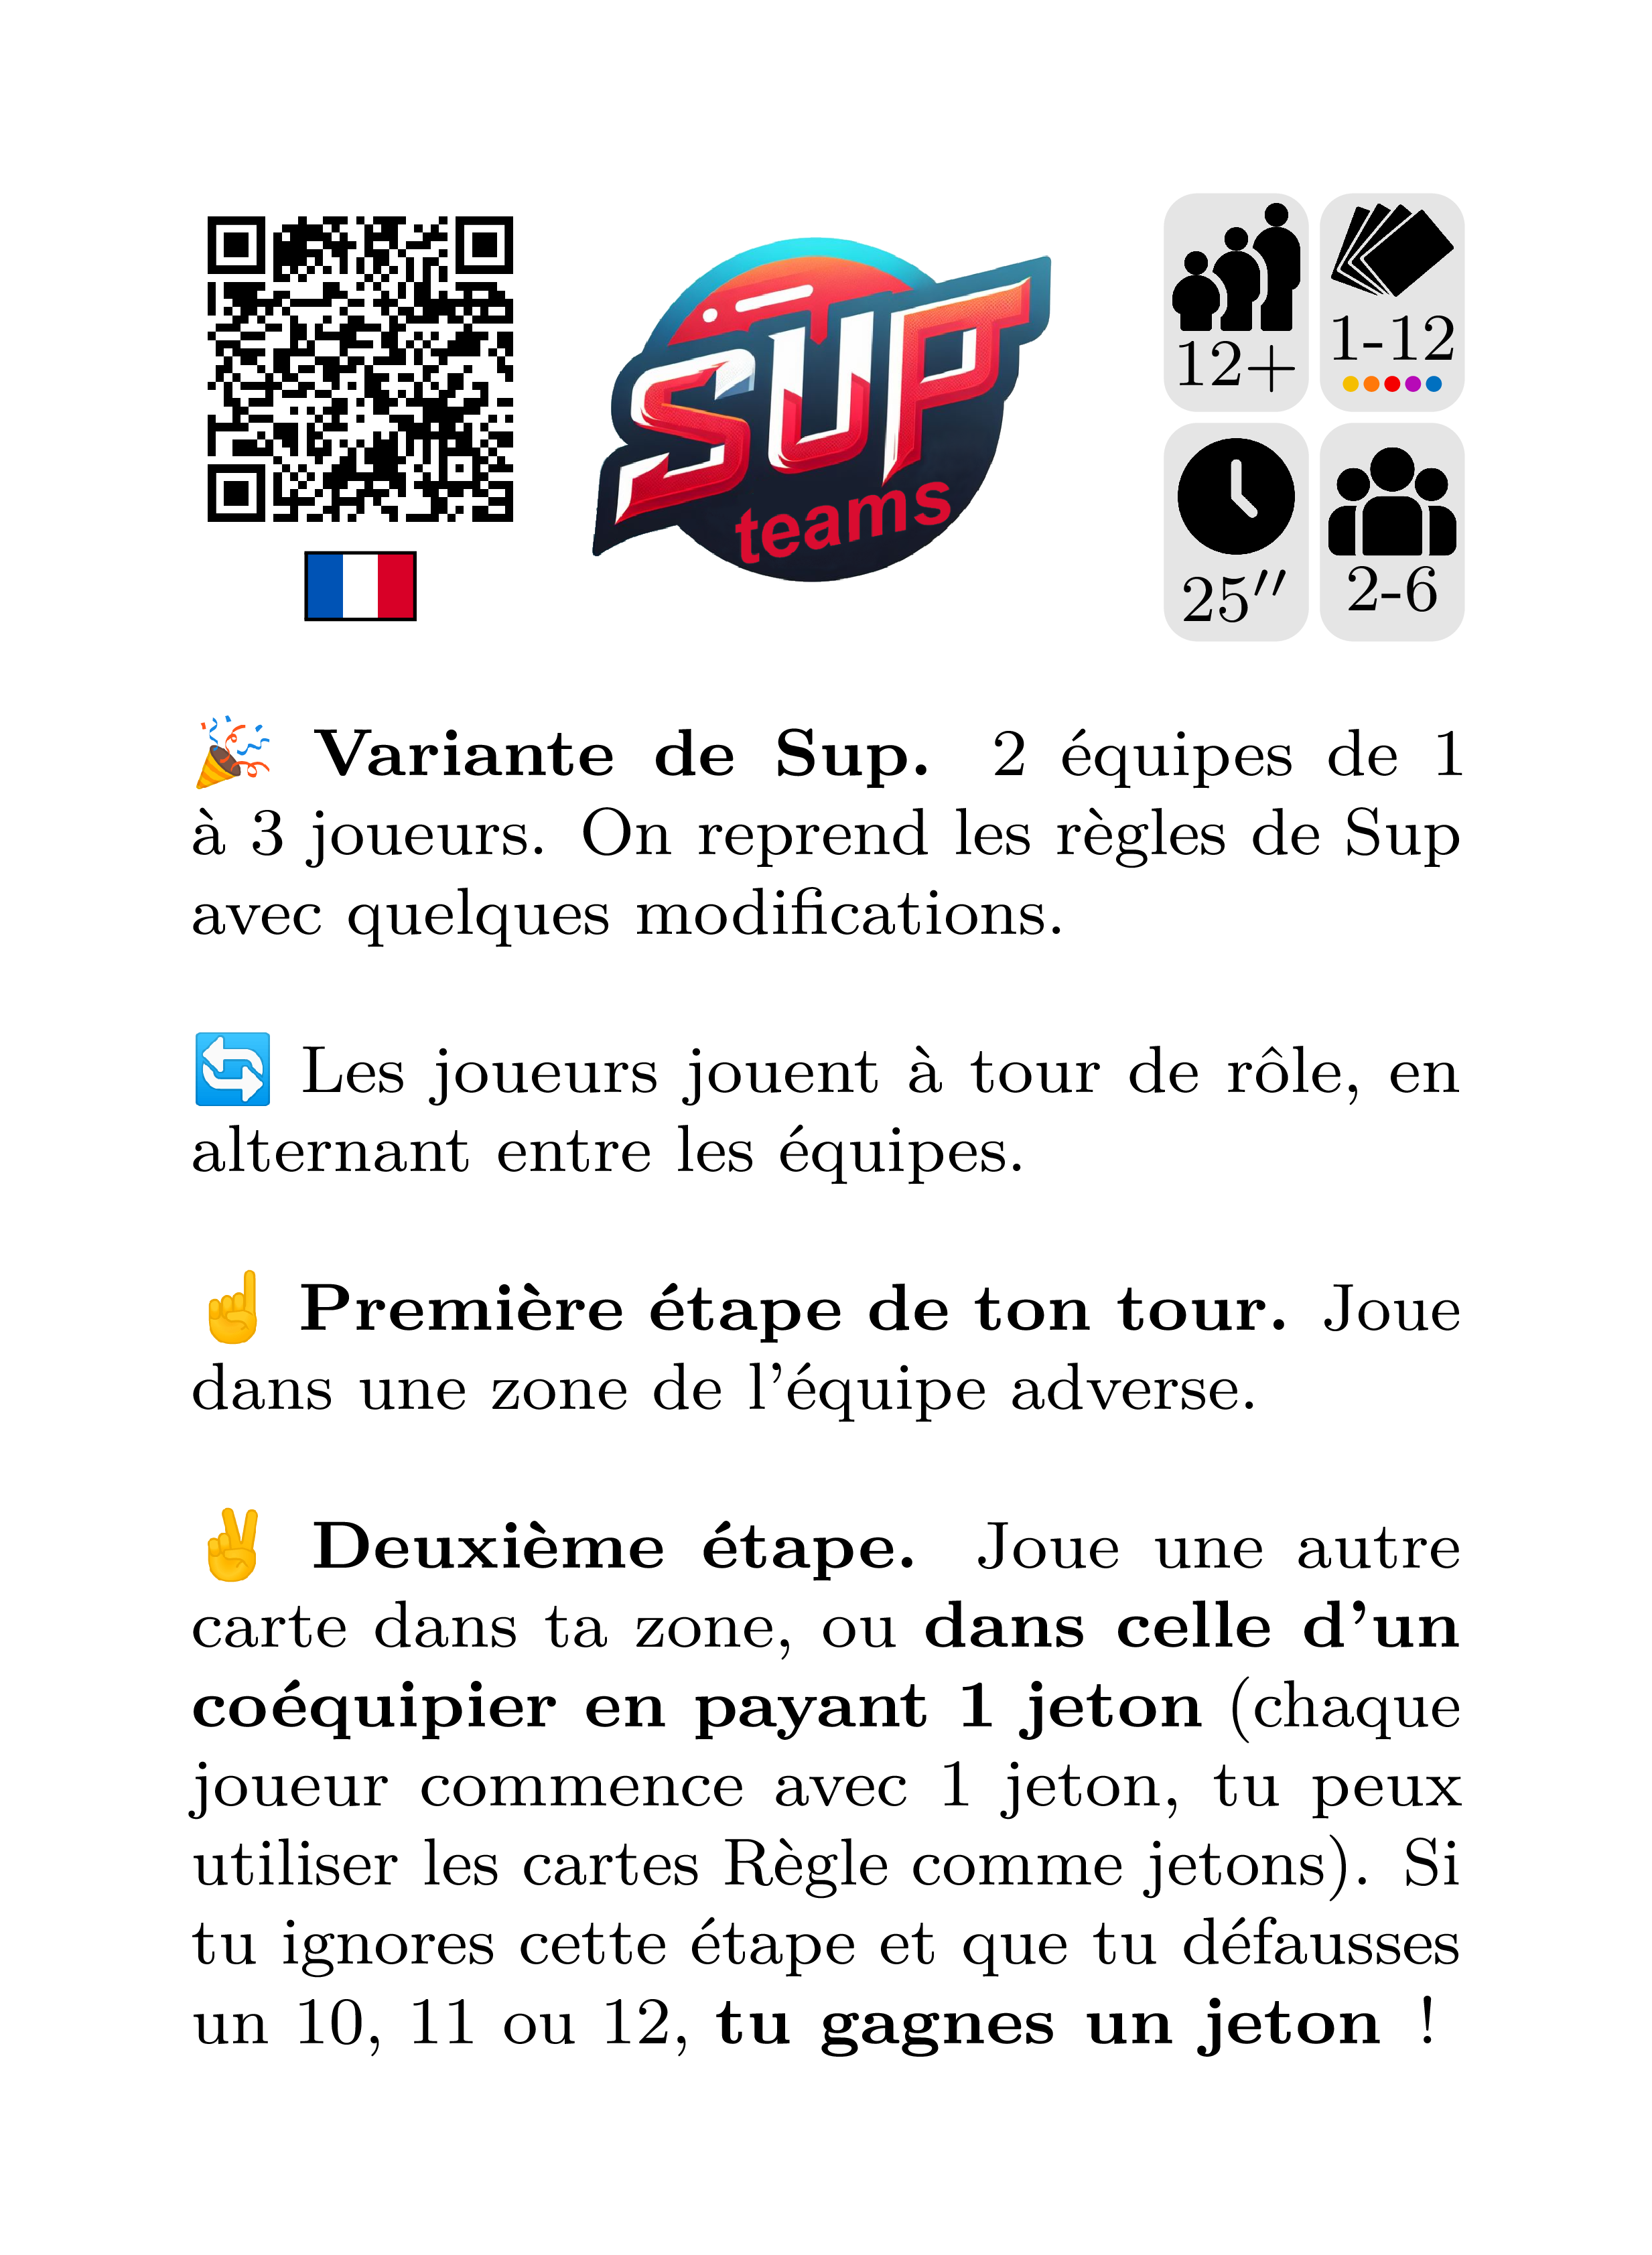 SUP
teams
12+
1-12
25′′
2-6
🎉 Variante de Sup. 2 équipes de 1
à 3 joueurs. On reprend les règles de Sup
avec quelques modifications.
🔄 Les joueurs jouent à tour de rôle, en
alternant entre les équipes.
☝️ Première étape de ton tour. Joue
dans une zone de l’équipe adverse.
✌️ Deuxième étape. Joue une autre
carte dans ta zone, ou dans celle d’un
coéquipier en payant 1 jeton (chaque
joueur commence avec 1 jeton, tu peux
utiliser les cartes Règle comme jetons). Si
tu ignores cette étape et que tu défausses
un 10, 11 ou 12, tu gagnes un jeton !